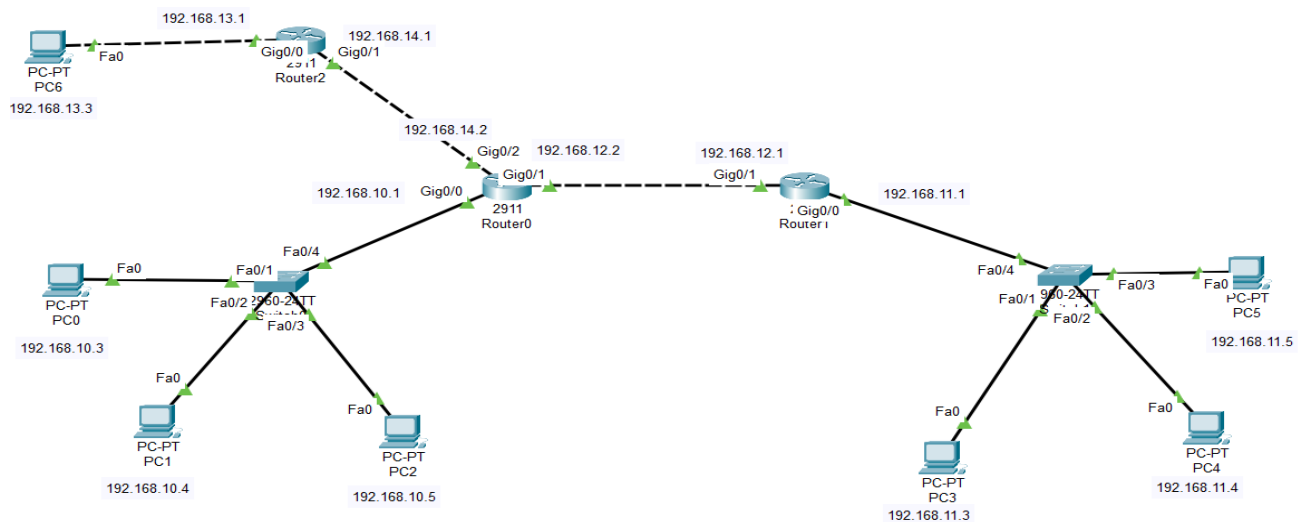 192.168.13.1
192.168.14.1
Gig0/0
Gig0/1
Fa0
2911
Router2
PC-PT
PC6
192.168.13.3
192.168.14.2
Gig0/2
Gig0/1
192.168.12.2
192.168.12.1
Gig0/1
192.168.10.1
Gig0/0
192.168.11.1
Gig0/0
2911
Router0
Fa0/4
Fa0
Fa0/1
Fa0/2
Fa0/3
PC-PT
PC0
192.168.10.3
Fa0
PC-PT
PC1
192.168.10.4
Fa0
PC-PT
PC2
192.168.10.5
Fa0/4
Fa0/1
Fa0/3
Fa0/2
Fa0
PC-PT
PC5
192.168.11.5
Fa0
PC-PT
PC3
192.168.11.3
Fa0
PC-PT
PC4
192.168.11.4